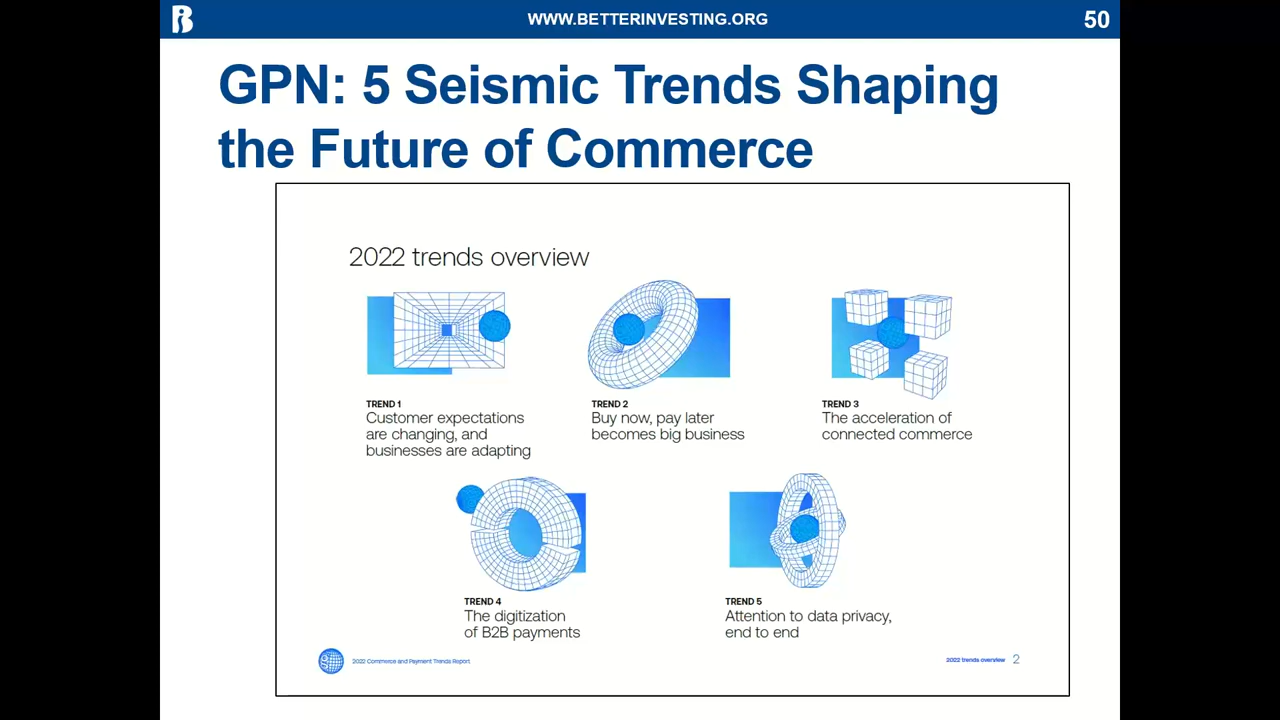 WWW.BETTERINVESTING.ORG
50
GPN: 5 Seismic Trends Shaping
the Future of Commerce
2022 trends overview
TREND 1
Customer expectations
are changing, and
businesses are adapting
TREND 2
Buy now, pay later
becomes big business
TREND 3
The acceleration of
connected commerce
TREND 4
The digitization
of B2B payments
TREND 5
Attention to data privacy,
end to end
2022 Commerce and Payment Trends Report
2022 trends overview 2